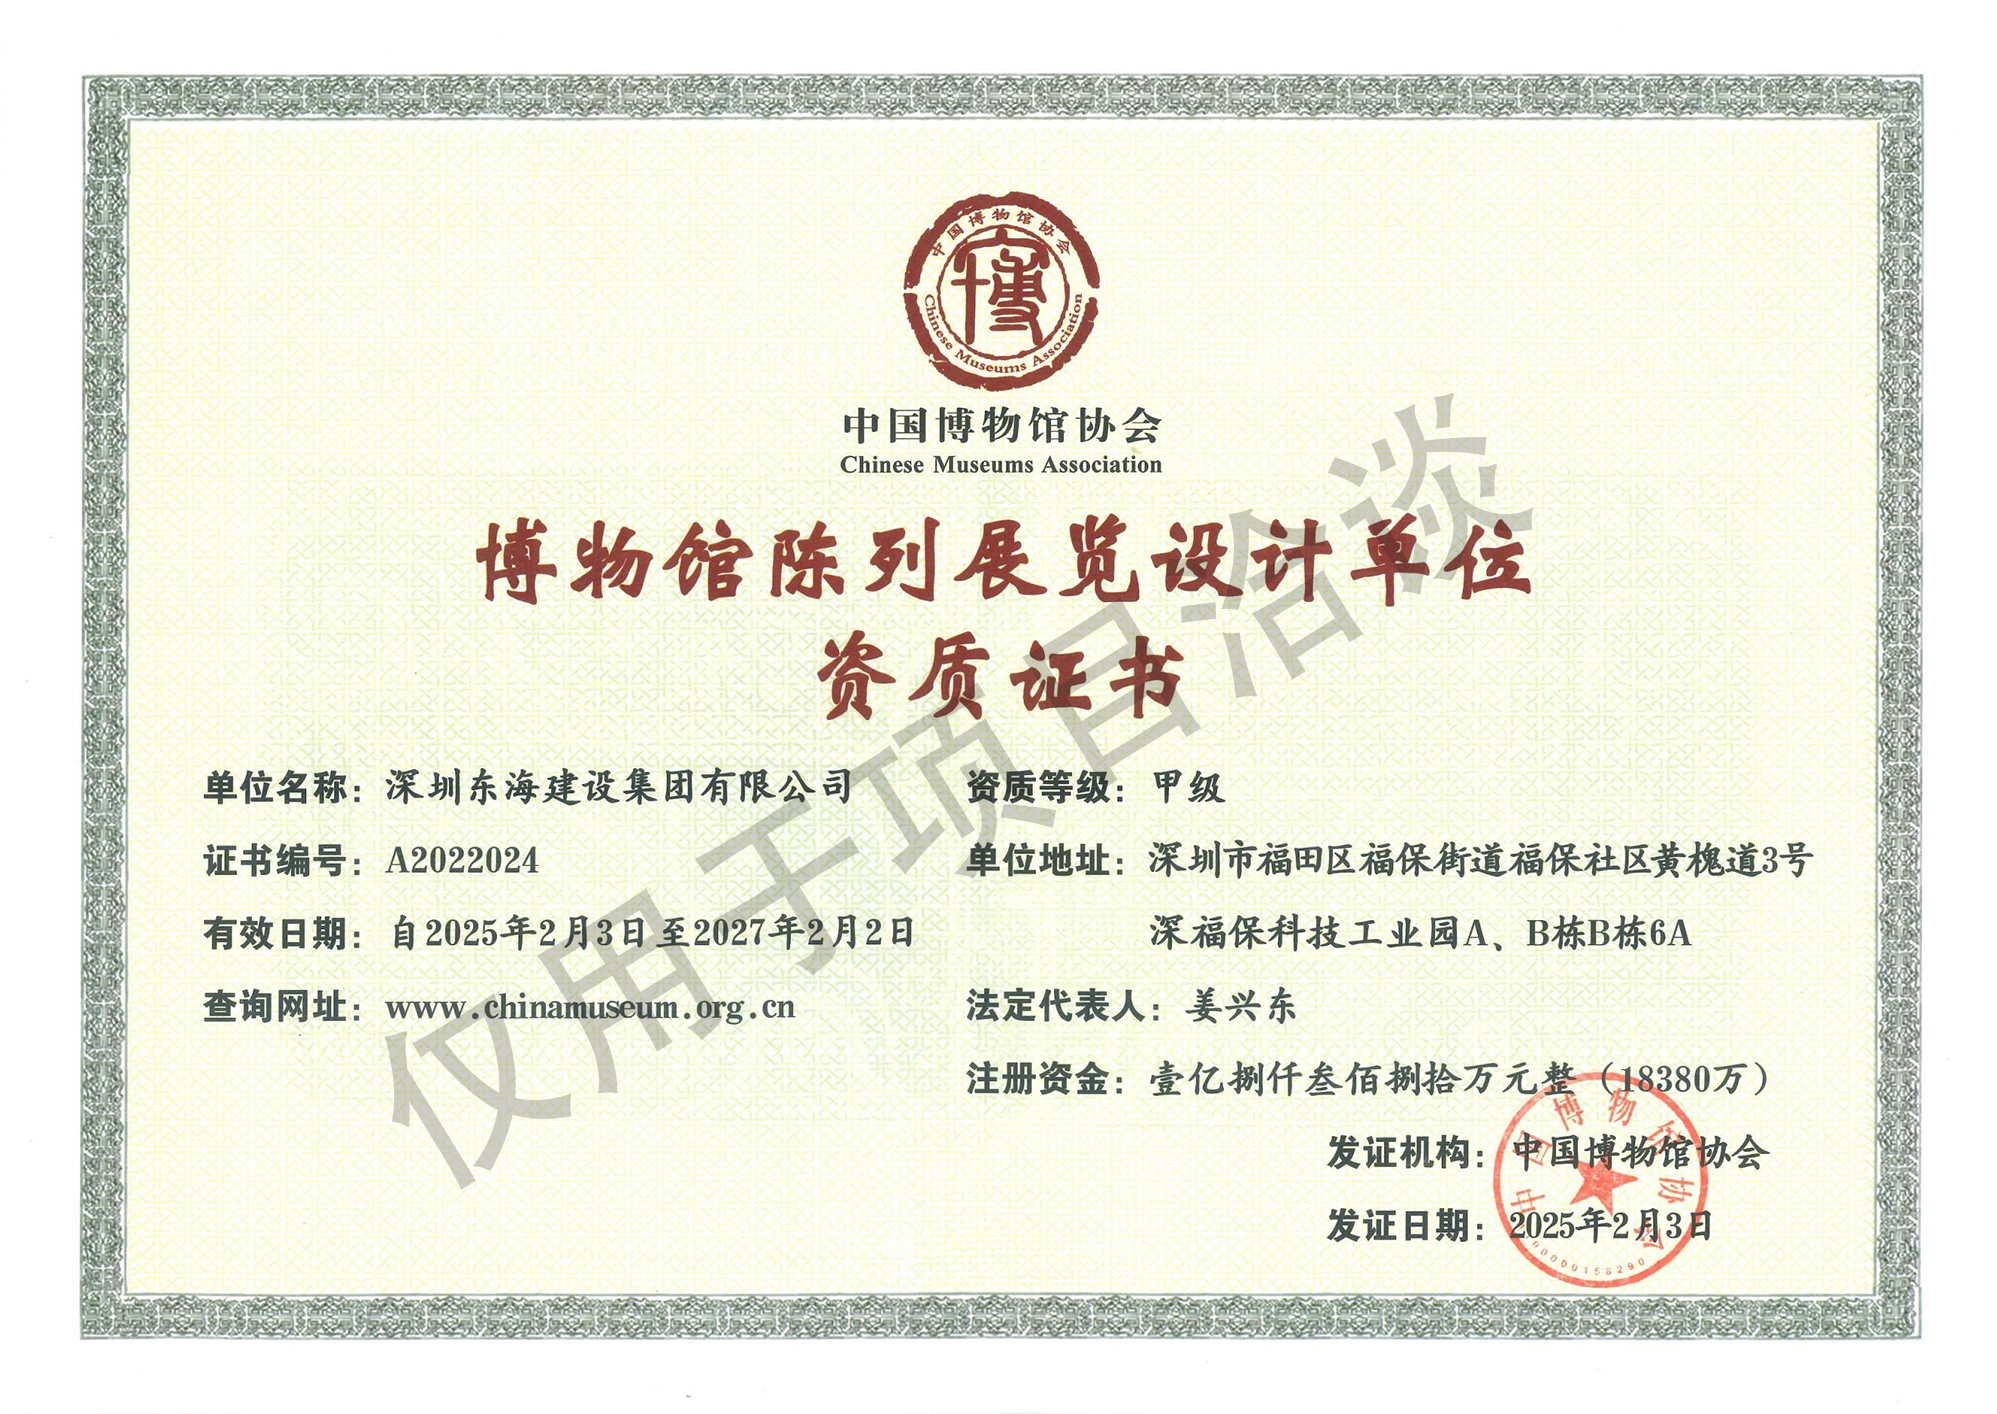 中国博物馆协会
Chinese Museums Association
中国博物馆协会
Chinese Museums Association
博物馆陈列展览设计单位
资质证书
单位名称：深圳东海建设集团有限公司
证书编号：A2022024
有效日期：自2025年2月3日至2027年2月2日
查询网址：www.chinamuseum.org.cn
资质等级：甲级
单位地址：深圳市福田区福保街道福保社区黄槐道3号
深福保科技工业园A、B栋B栋6A
法定代表人：姜兴东
注册资金：壹亿捌仟叁佰捌拾万元整（18380万）
发证机构：中国博物馆协会
发证日期：2025年2月3日
中国博物馆协会
仅用于项目洽谈